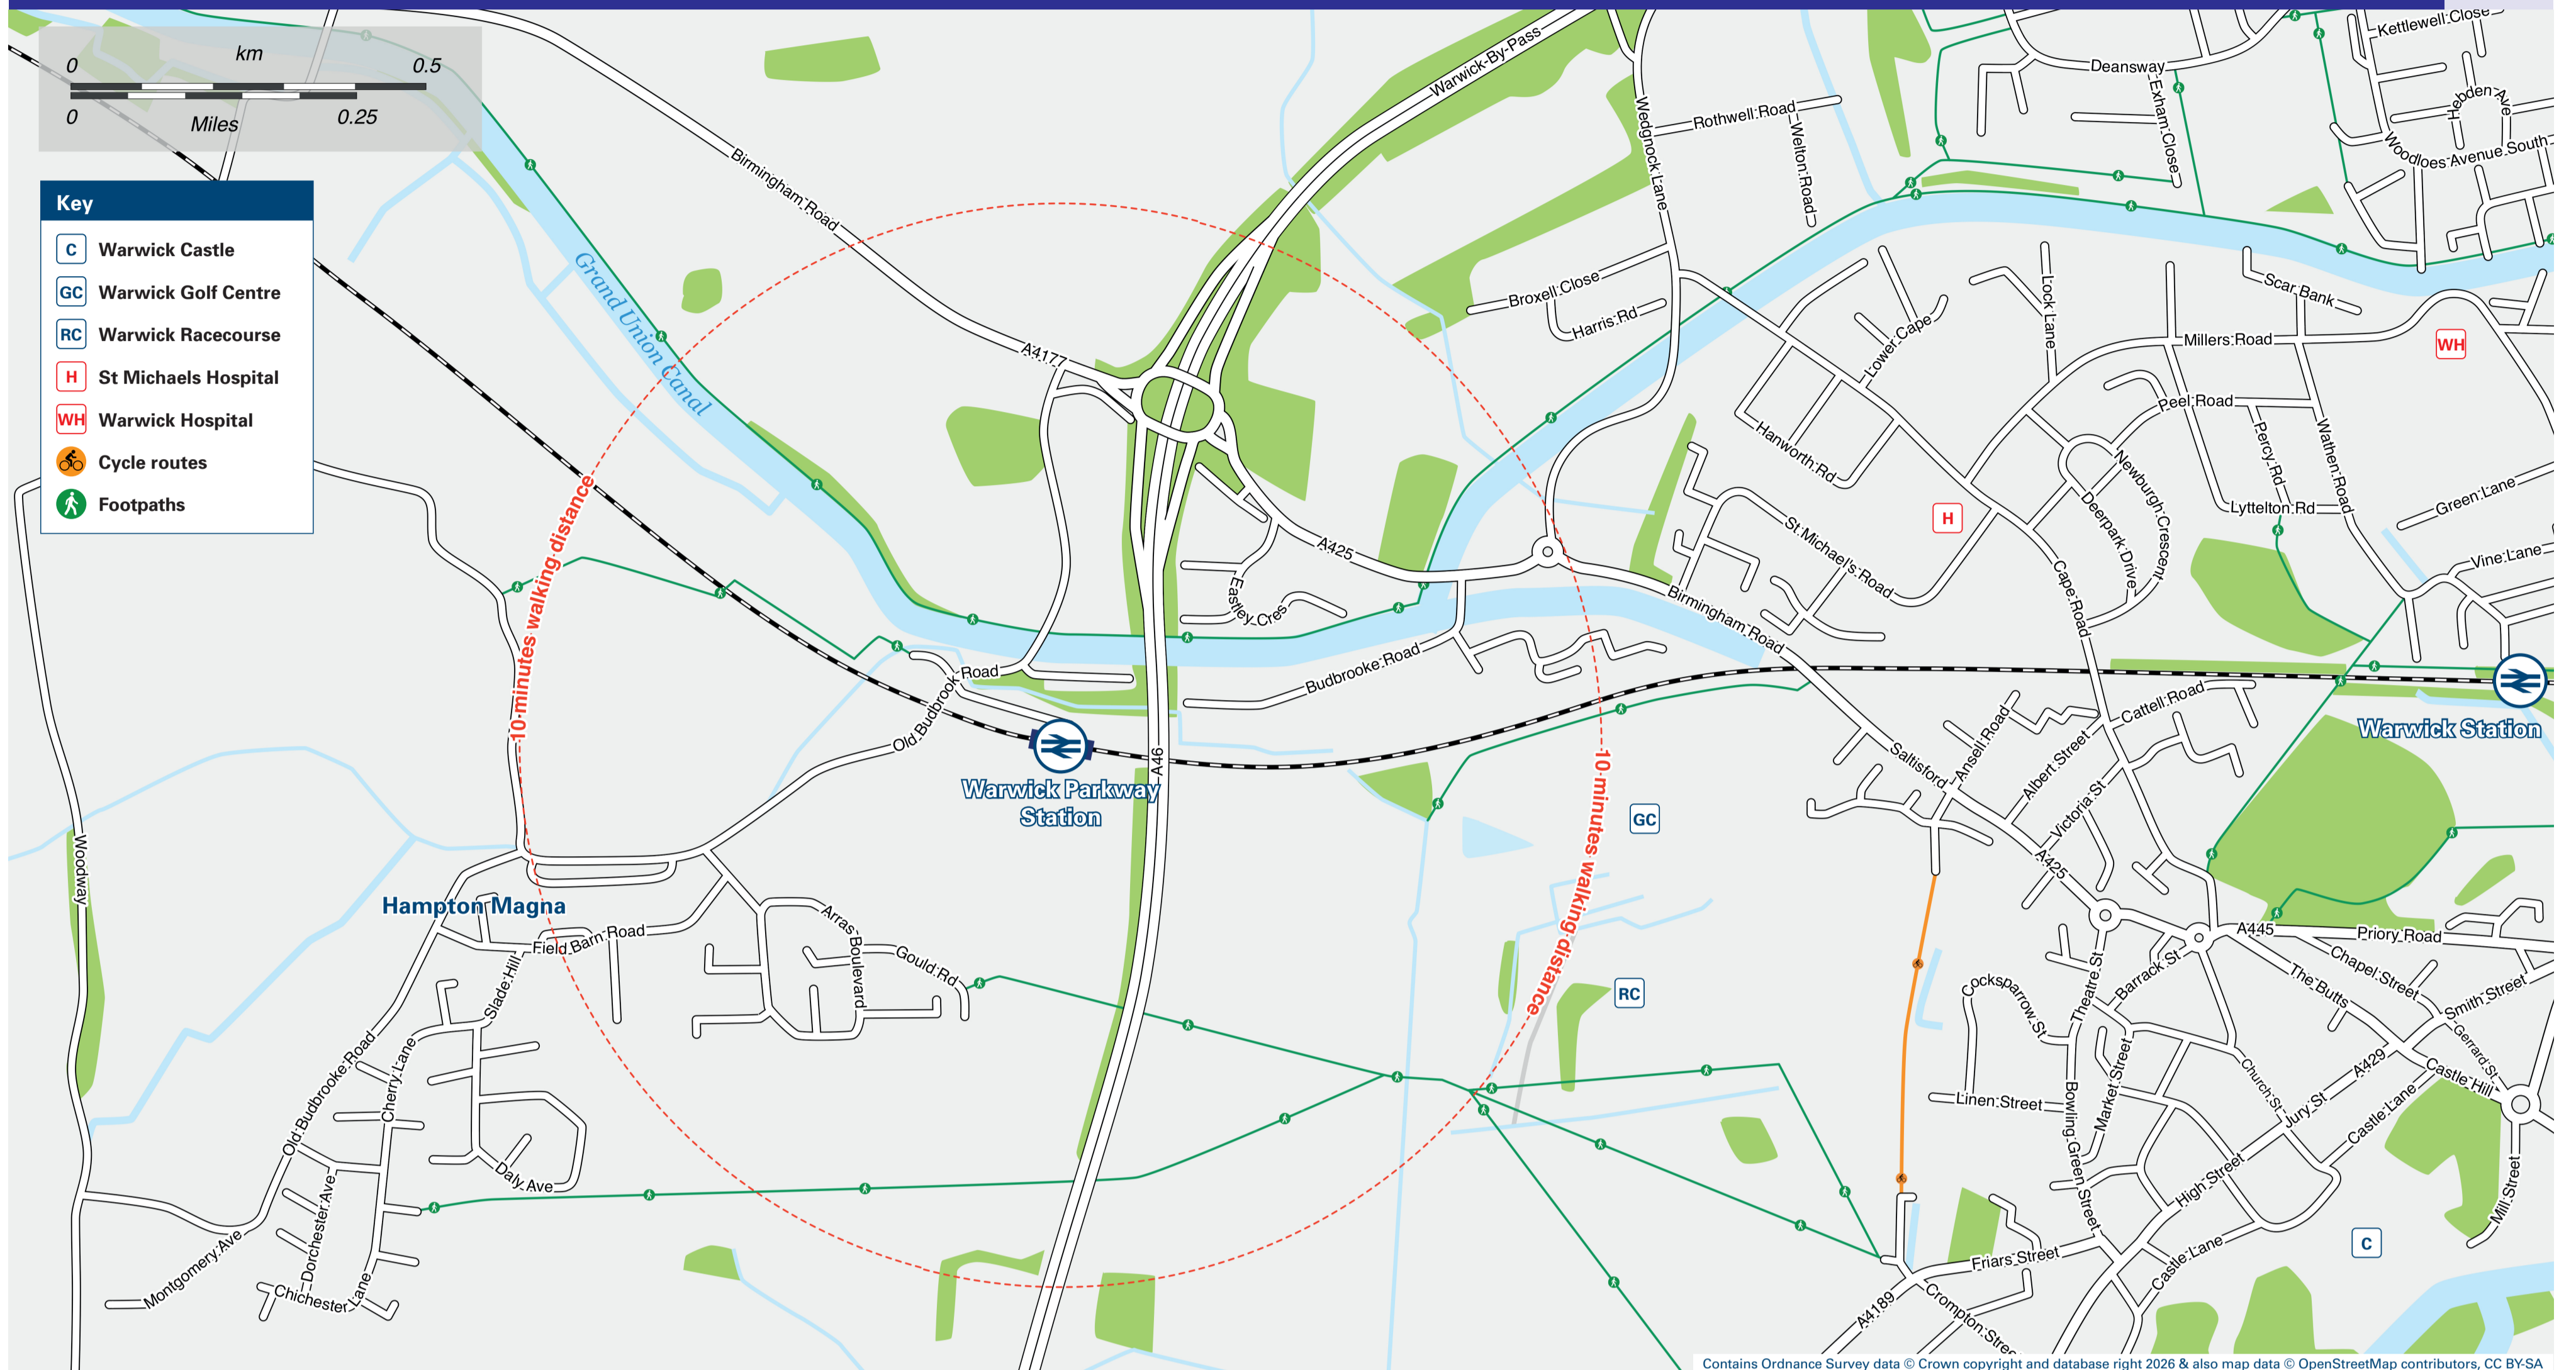 km
0
0.5
0
Miles
0.25
Key
C Warwick Castle
GC Warwick Golf Centre
RC Warwick Racecourse
H St Michaels Hospital
WH Warwick Hospital
Cycle routes
Footpaths
Birmingham Road
Grand Union Canal
A4177
Warwick-By-Pass
Wedgnock Lane
Rothwell Road
Welton Road
Broxell Close
Harris Rd
Deansway
Exham Close
Kettlewell Close
Hebden Ave
Woodloes Avenue South
Scar Bank
Lock Lane
Lower Cape
Millers Road
WH
Peel Road
Hanworth Rd
Percy Rd
Wathen Road
Newburgh Crescent
Deerpark Drive
Lyttelton Rd
Green Lane
Vine Lane
H
St Michael's Road
Cape Road
A425
Eastley Cres
Birmingham Road
Budbrooke Road
Old Budbrook Road
10 minutes walking distance
10 minutes walking distance
Warwick Parkway
Station
A46
Warwick Station
Cattell Road
Ansell Road
Albert Street
Victoria St
Saltisford
A425
GC
RC
Woodway
Hampton Magna
Field Barn Road
Arras Boulevard
Gould Rd
Slade Hill
Cherry Lane
Old Budbrooke Road
Daly Ave
Dorchester Ave
Montgomery Ave
Chichester Lane
A445
Priory Road
Chapel Street
The Butts
Smith Street
Gerrard St
Barrack St
Theatre St
Cocksparrow St
Market Street
Linen Street
Bowling Green Street
Church St
Jury St
A429
Castle Hill
Castle Lane
High Street
Castle Lane
Mill Street
C
Friars Street
A4189
Crompton Stree
Contains Ordnance Survey data © Crown copyright and database right 2026 & also map data © OpenStreetMap contributors, CC BY-SA